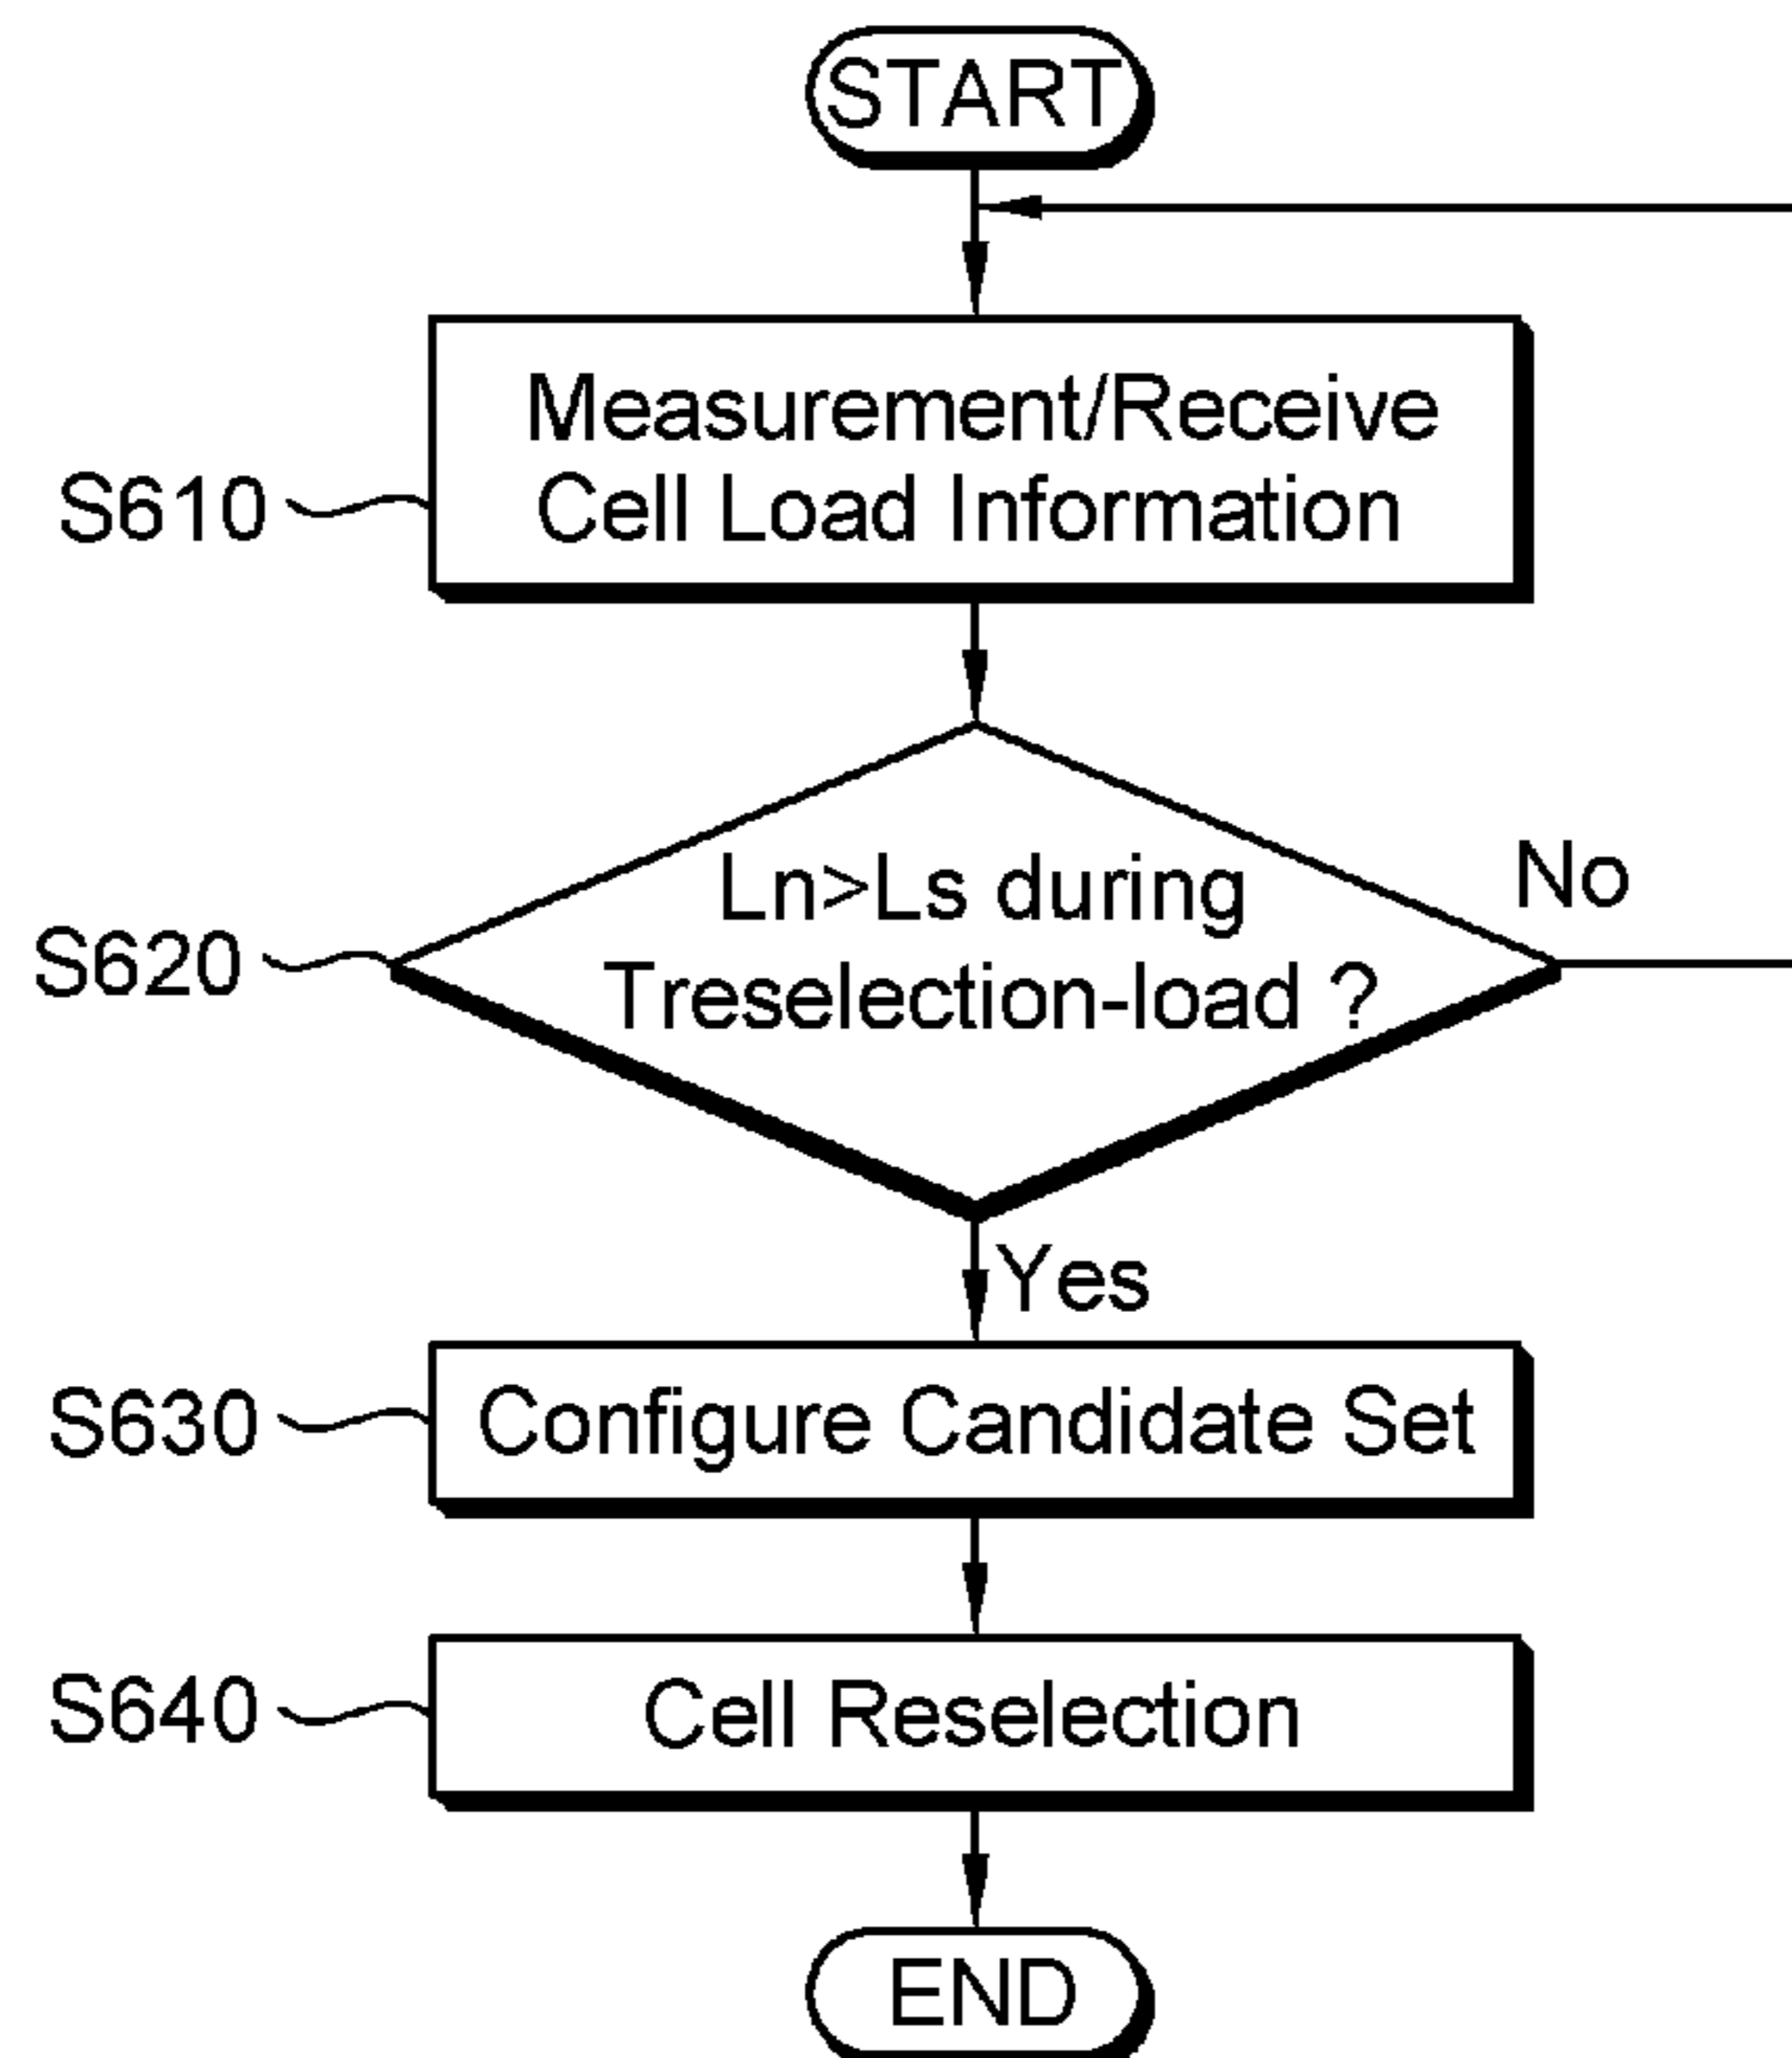 START
Measurement/Receive
Cell Load Information
S610
Ln>Ls during
Treselection-load ?
No
S620
Yes
Configure Candidate Set
S630
Cell Reselection
S640
END